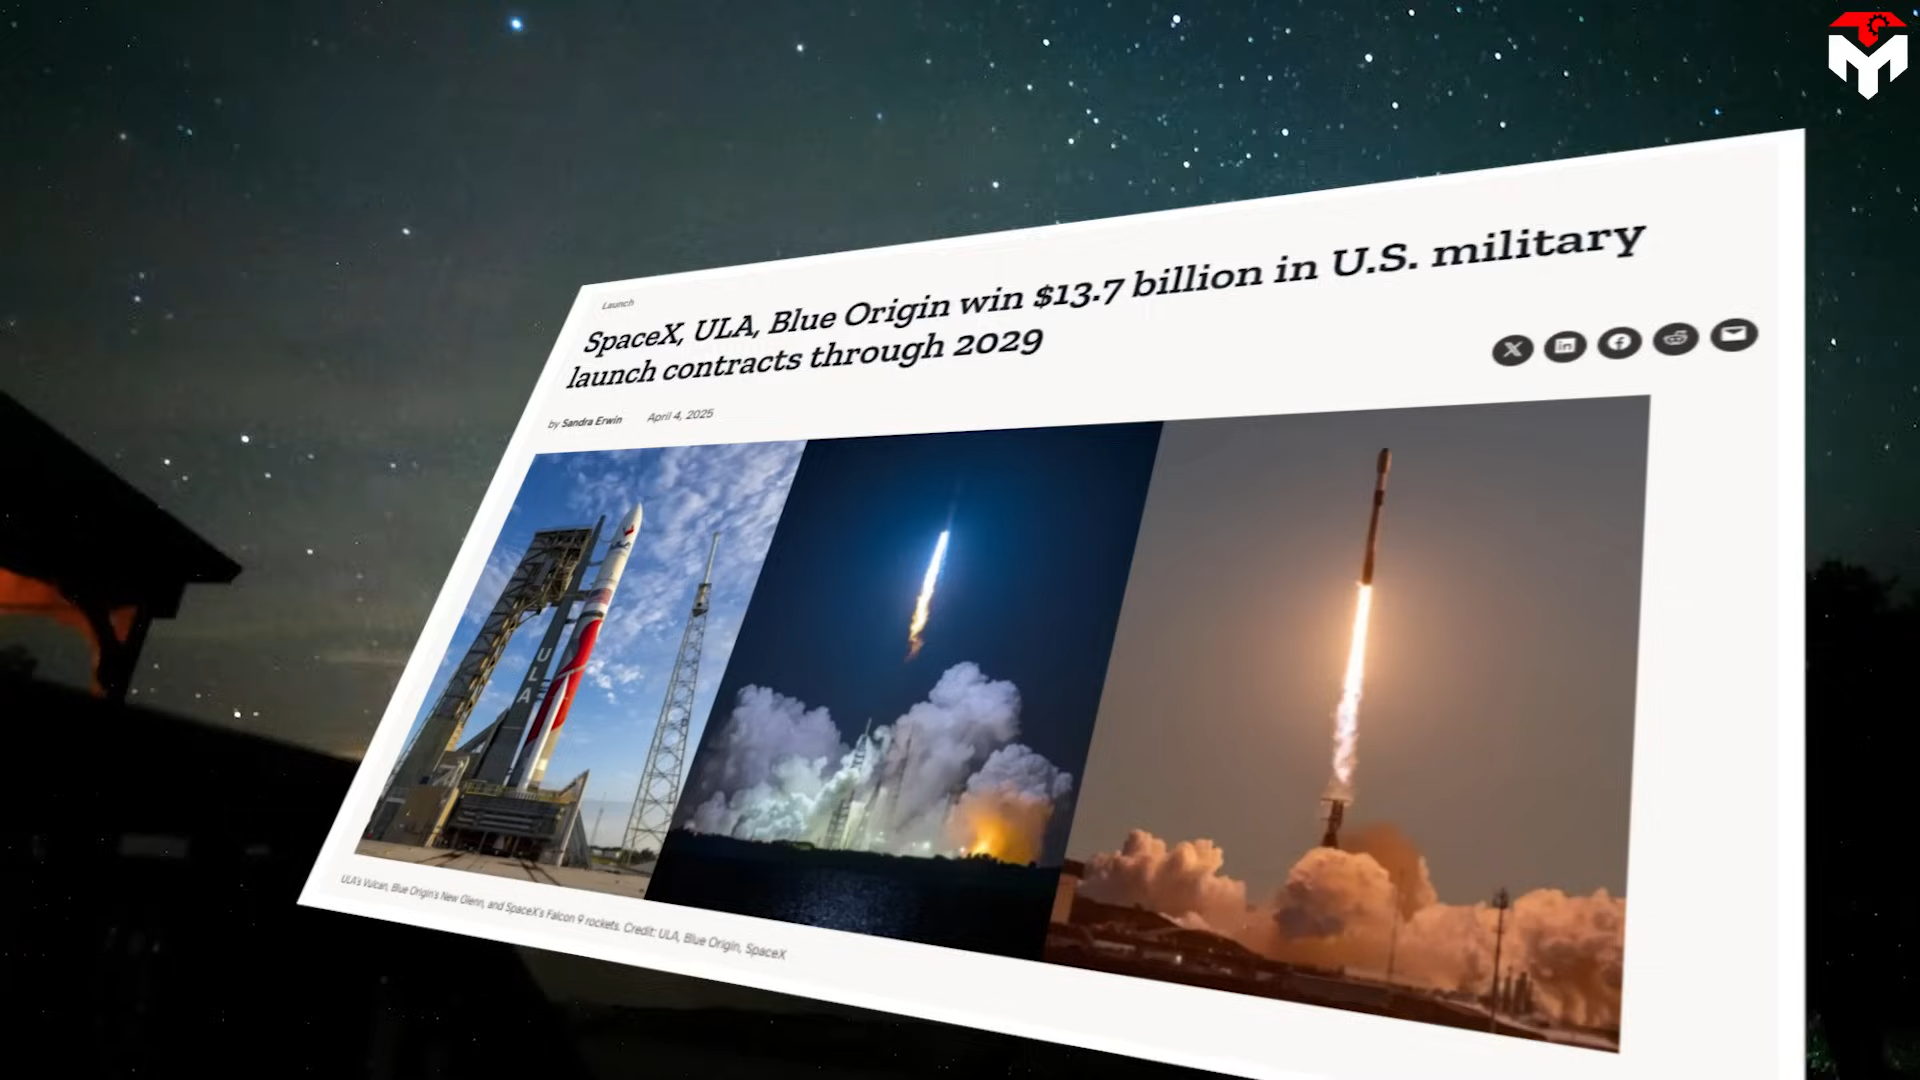 Launch
SpaceX, ULA, Blue Origin win $13.7 billion in U.S. military
launch contracts through 2029
by Sandra Erwin April 4, 2025
ULA
ULA's Vulcan, Blue Origin's New Glenn, and SpaceX's Falcon 9 rockets. Credit: ULA, Blue Origin, SpaceX